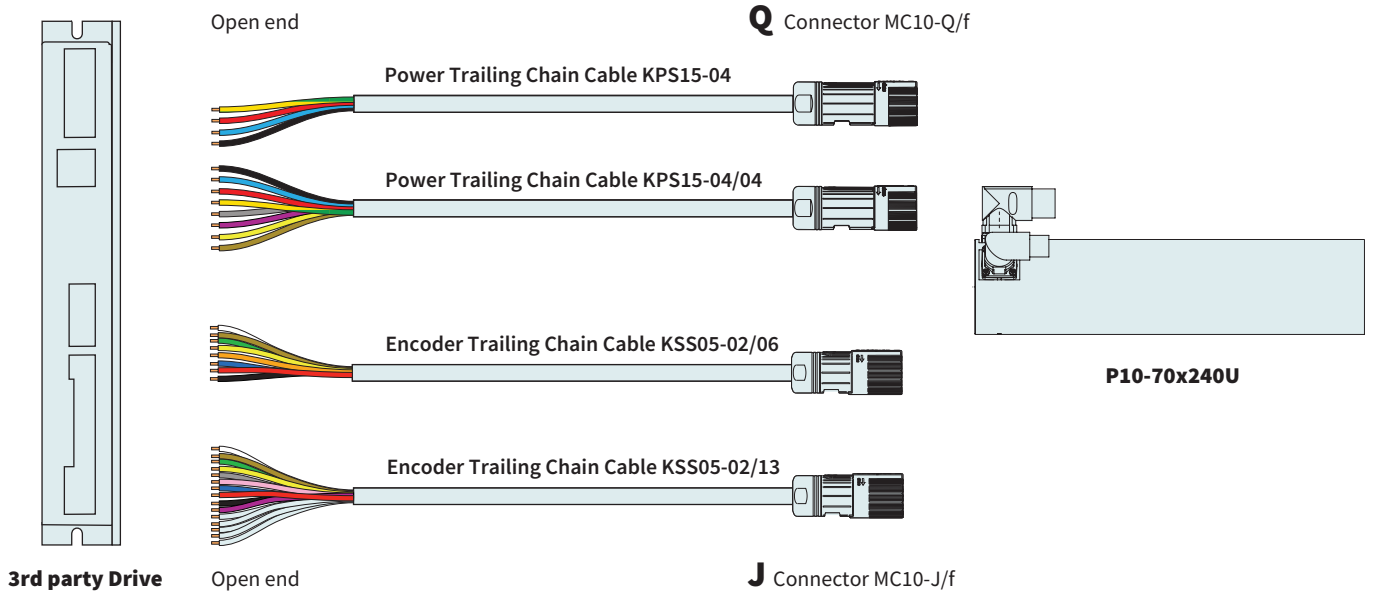 Open end
Q Connector MC10-Q/f
Power Trailing Chain Cable KPS15-04
Power Trailing Chain Cable KPS15-04/04
Encoder Trailing Chain Cable KSS05-02/06
P10-70x240U
Encoder Trailing Chain Cable KSS05-02/13
3rd party Drive
Open end
J Connector MC10-J/f